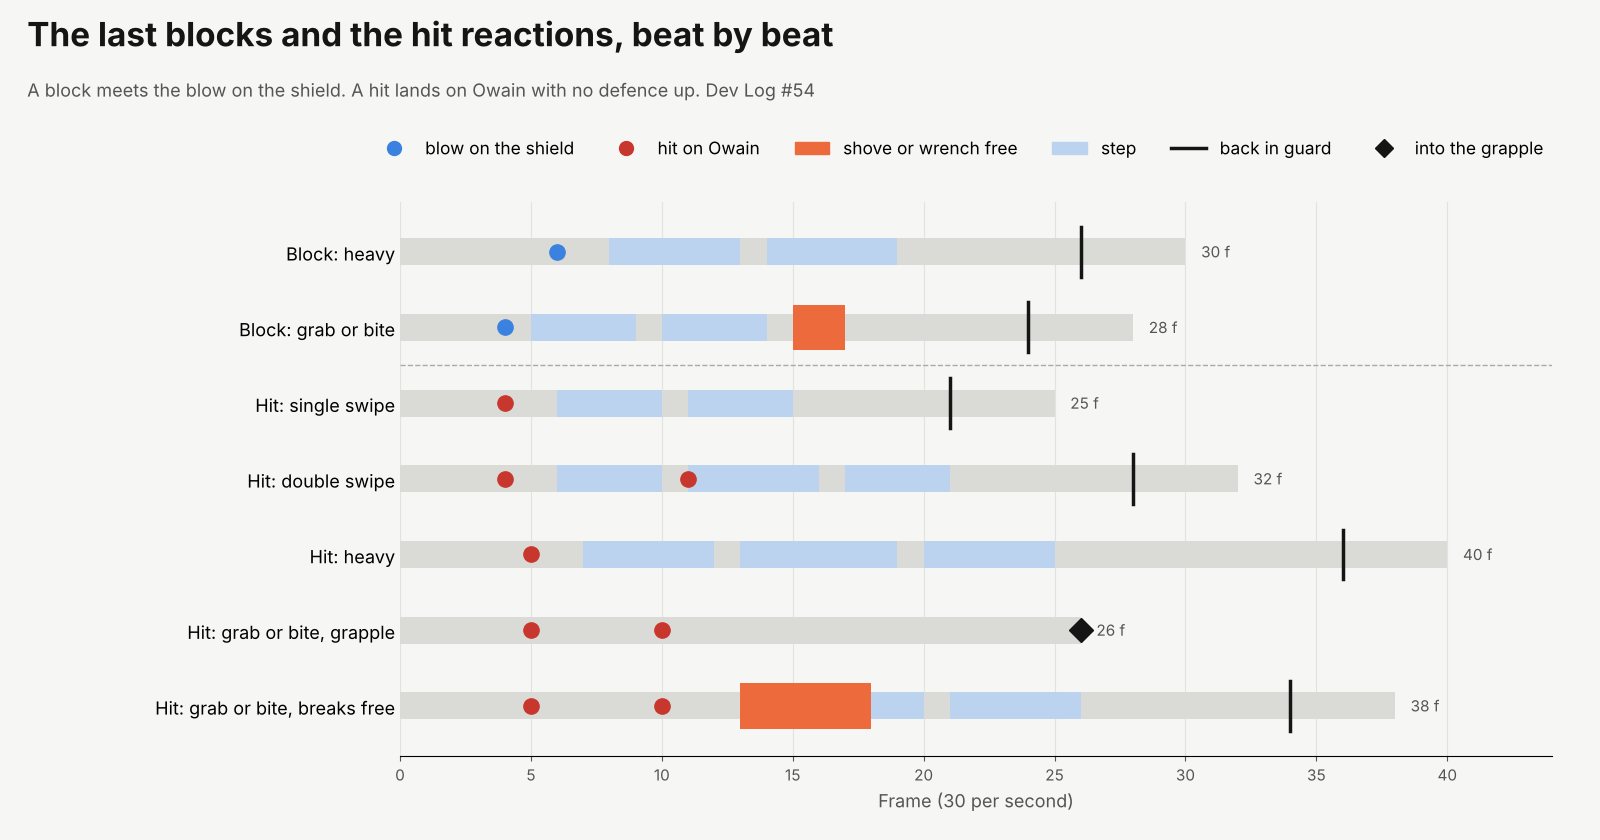 The last blocks and the hit reactions, beat by beat
A block meets the blow on the shield. A hit lands on Owain with no defence up. Dev Log #54
blow on the shield hit on Owain shove or wrench free step back in guard into the grapple
Block: heavy 30 f
Block: grab or bite 28 f
Hit: single swipe 25 f
Hit: double swipe 32 f
Hit: heavy 40 f
Hit: grab or bite, grapple 26 f
Hit: grab or bite, breaks free 38 f
0 5 10 15 20 25 30 35 40
Frame (30 per second)